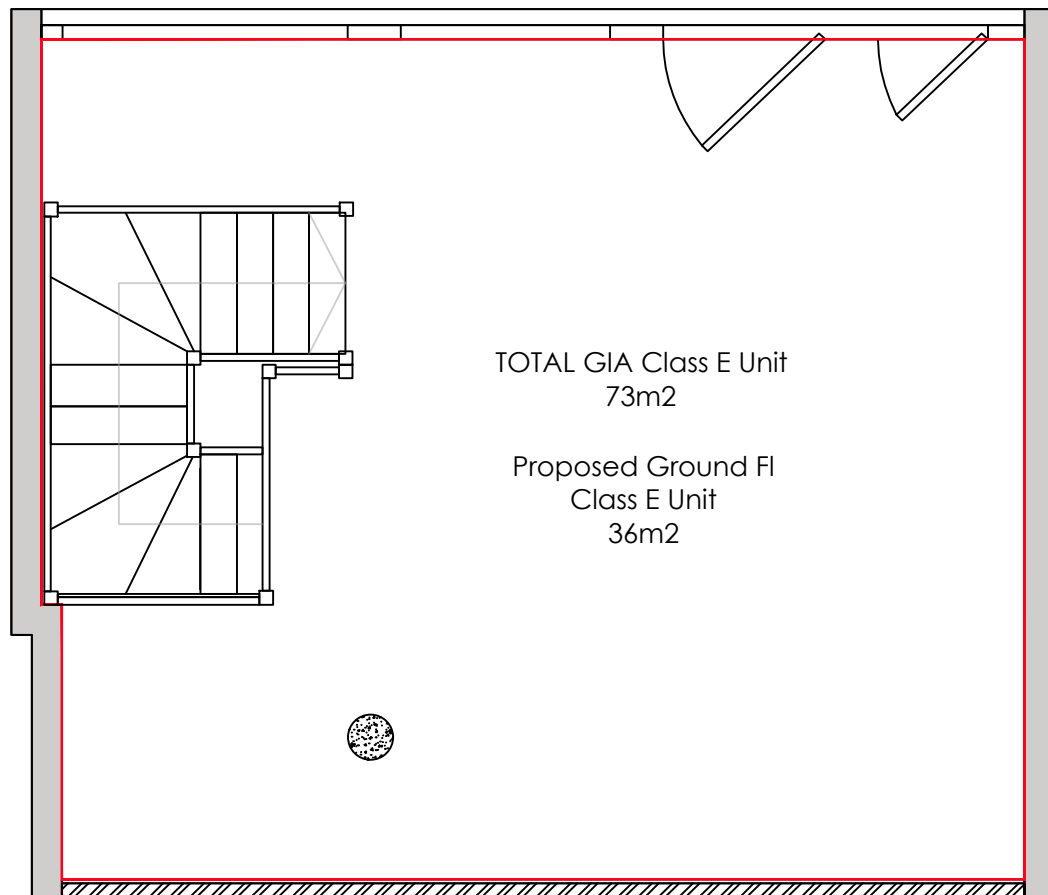 TOTAL GIA Class E Unit
73m2
Proposed Ground Fl
Class E Unit
36m2